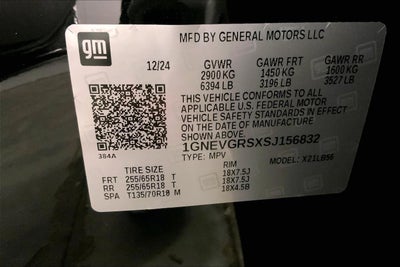 gm
MFD BY GENERAL MOTORS LLC
12/24 GVWR GAWR FRT GAWR RR
2900 KG 1450 KG 1600 KG
6394 LB 3196 LB 3527 LB
THIS VEHICLE CONFORMS TO ALL
APPLICABLE U.S. FEDERAL MOTOR
VEHICLE SAFETY STANDARDS IN EFFECT
ON THE DATE OF MANUFACTURE
SHOWN ABOVE.
1GNEVGRSXSJ156832
384A TYPE: MPV MODEL: X21LB56
TIRE SIZE RIM
FRT 255/65R18 T 18X7.5J
RR 255/65R18 T 18X7.5J
SPA T135/70R18 M 18X4.5B